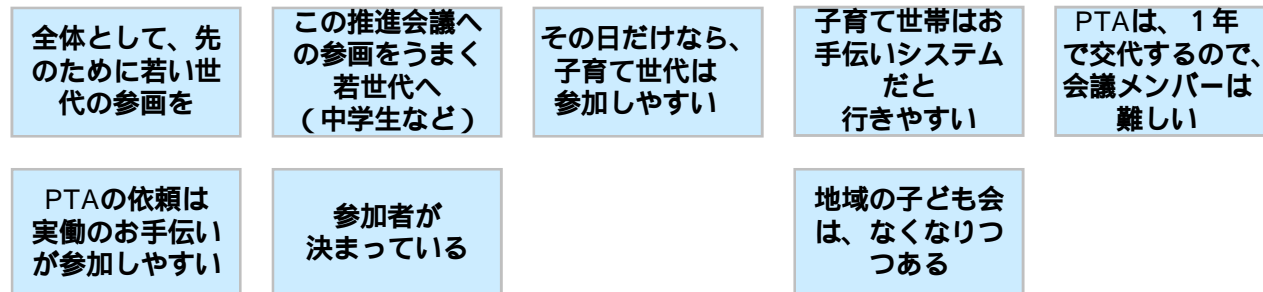 全体として、先
のために若い世
代の参画を
この推進会議へ
の参画をうまく
若世代へ
(中学生など)
その日だけなら、
子育て世代は
参加しやすい
子育て世帯はお
手伝いシステム
だと
行きやすい
PTAは、1年
で交代するので、
会議メンバーは
難しい
PTAの依頼は
実働のお手伝い
が参加しやすい
参加者が
決まっている
地域の子ども会
は、なくなりつ
つある